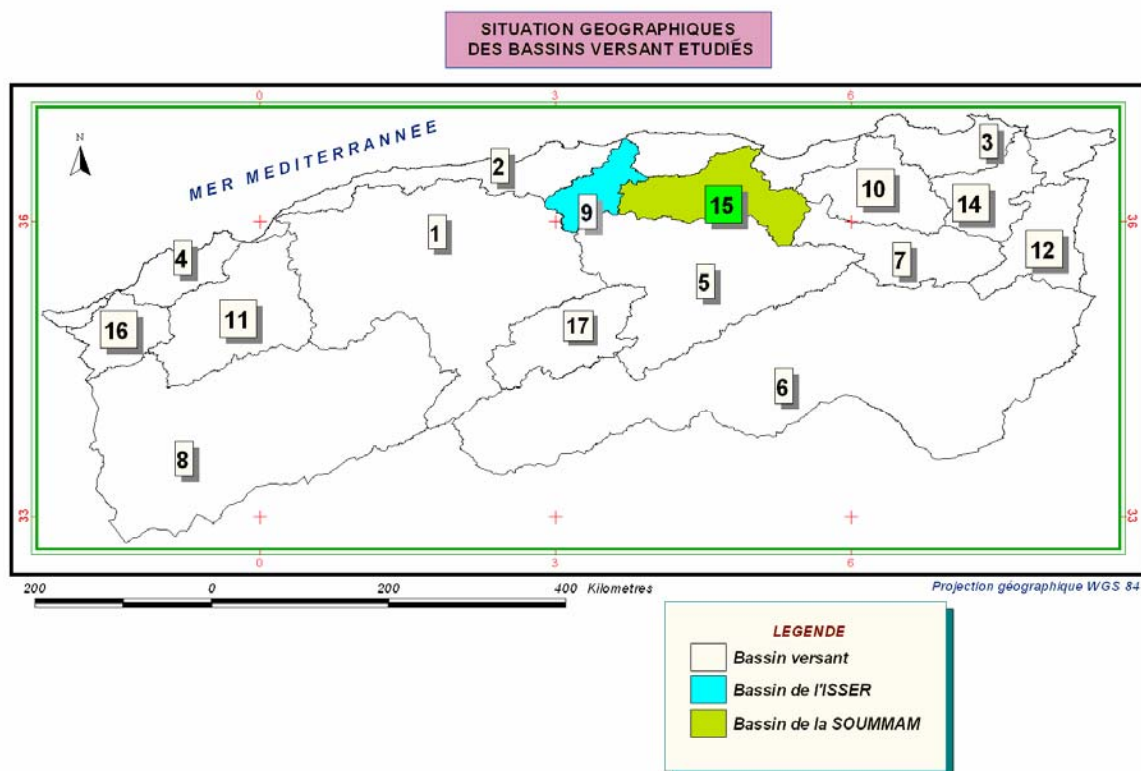 SITUATION GEOGRAPHIQUES
DES BASSINS VERSANT ETUDIÉS
0 3 6
N
MER MEDITERRANNEE
2
3
10
14
15
9
36
36
1
4
12
7
5
16
11
17
6
8
33
33
0 3 6
200 0 200 400 Kilometres
Projection géographique WGS 84
LEGENDE
Bassin versant
Bassin de l'ISSER
Bassin de la SOUMMAM